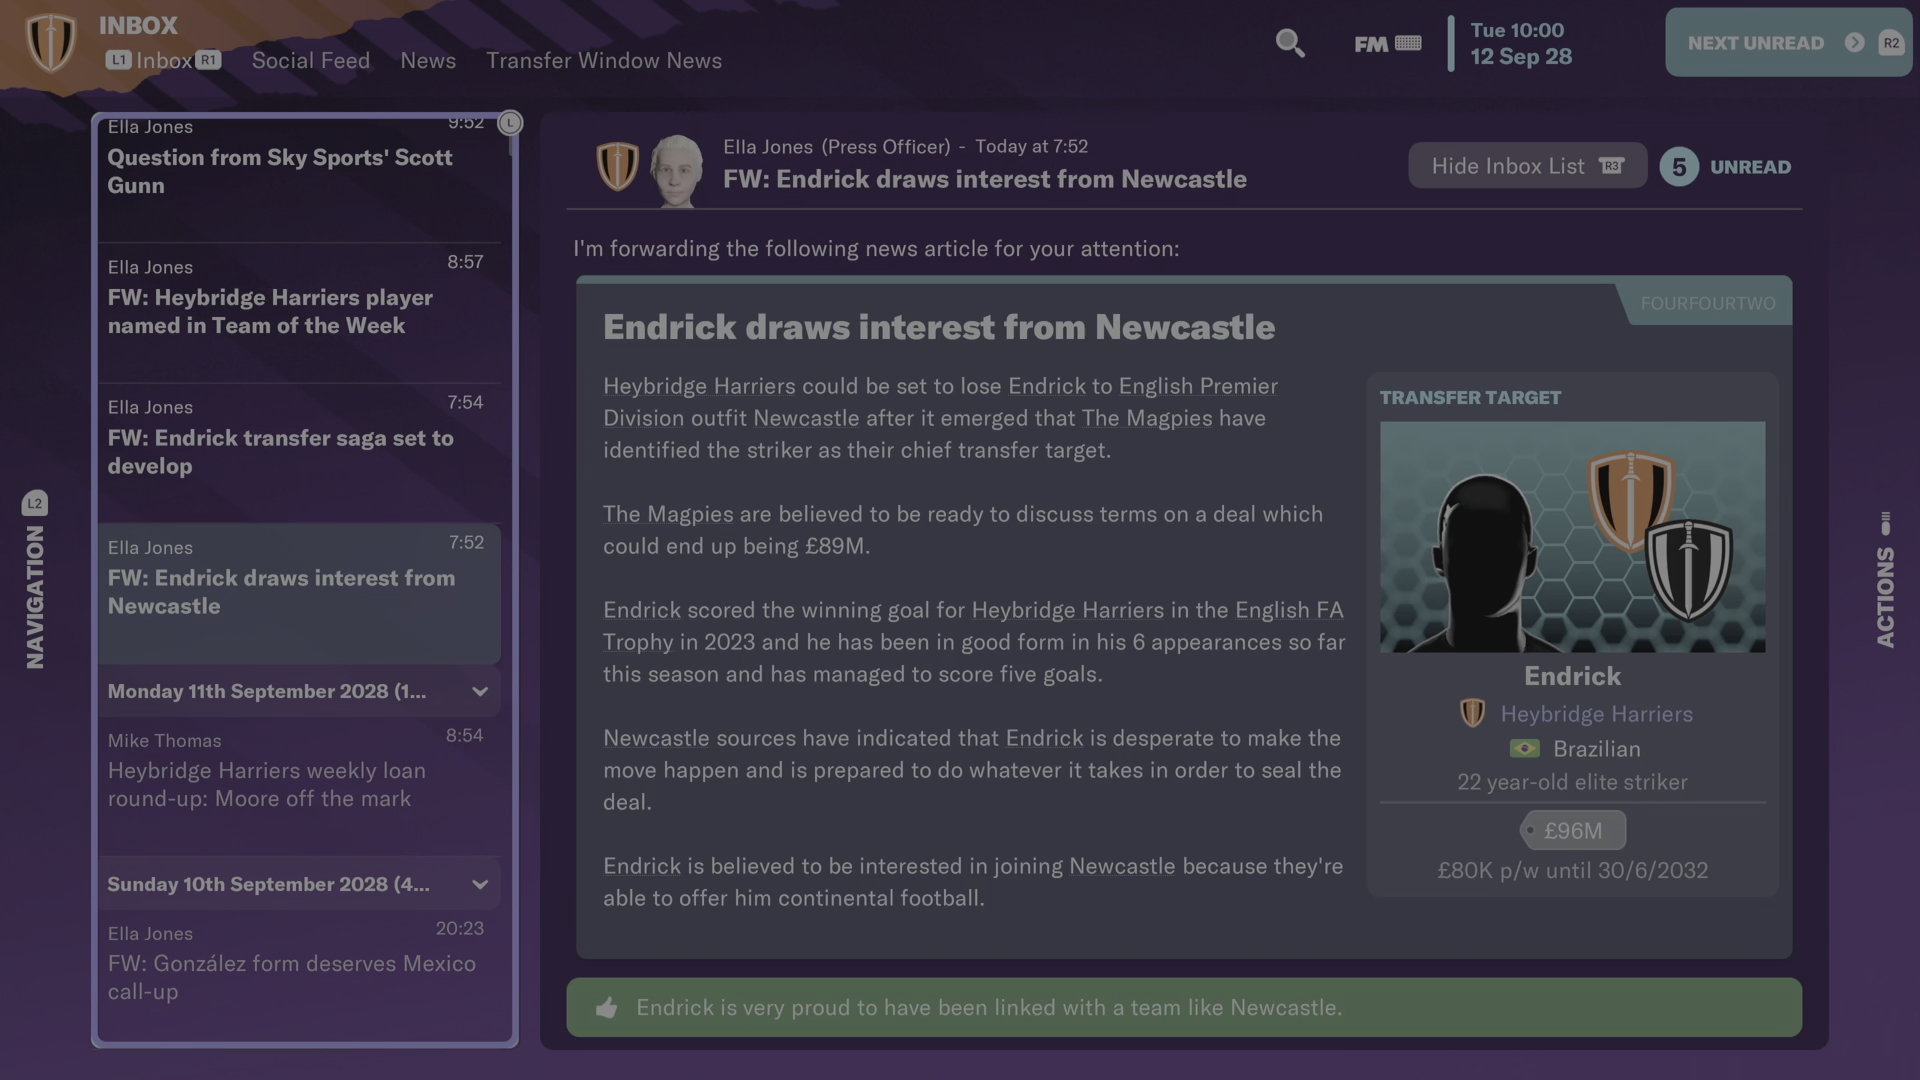 INBOX
L1 Inbox R1 Social Feed News Transfer Window News
FM
Tue 10:00
12 Sep 28
NEXT UNREAD R2
L2
NAVIGATION
L
Ella Jones 9:52
Question from Sky Sports' Scott
Gunn
Ella Jones 8:57
FW: Heybridge Harriers player
named in Team of the Week
Ella Jones 7:54
FW: Endrick transfer saga set to
develop
Ella Jones 7:52
FW: Endrick draws interest from
Newcastle
Monday 11th September 2028 (1...
Mike Thomas 8:54
Heybridge Harriers weekly loan
round-up: Moore off the mark
Sunday 10th September 2028 (4...
Ella Jones 20:23
FW: González form deserves Mexico
call-up
Ella Jones (Press Officer) - Today at 7:52
FW: Endrick draws interest from Newcastle
Hide Inbox List R3
5 UNREAD
I'm forwarding the following news article for your attention:
FOURFOURTWO
Endrick draws interest from Newcastle
Heybridge Harriers could be set to lose Endrick to English Premier
Division outfit Newcastle after it emerged that The Magpies have
identified the striker as their chief transfer target.
The Magpies are believed to be ready to discuss terms on a deal which
could end up being £89M.
Endrick scored the winning goal for Heybridge Harriers in the English FA
Trophy in 2023 and he has been in good form in his 6 appearances so far
this season and has managed to score five goals.
Newcastle sources have indicated that Endrick is desperate to make the
move happen and is prepared to do whatever it takes in order to seal the
deal.
Endrick is believed to be interested in joining Newcastle because they're
able to offer him continental football.
TRANSFER TARGET
Endrick
Heybridge Harriers
Brazilian
22 year-old elite striker
£96M
£80K p/w until 30/6/2032
Endrick is very proud to have been linked with a team like Newcastle.
ACTIONS